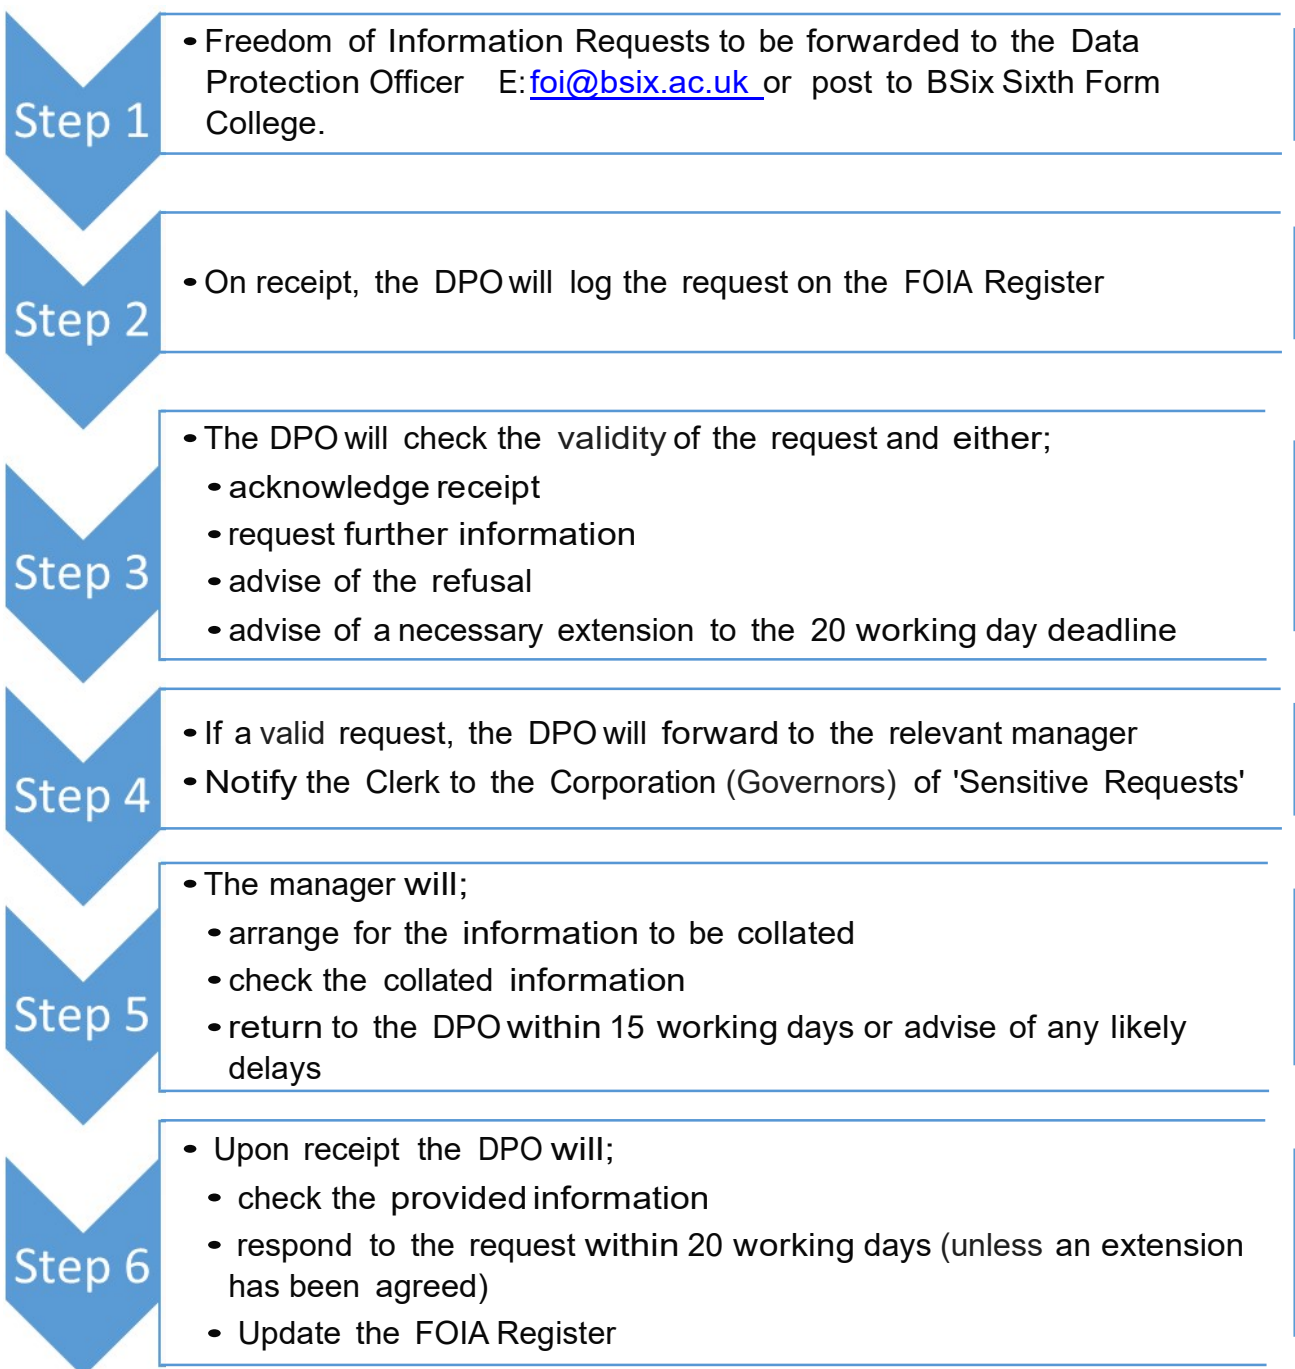 Step 1
• Freedom of Information Requests to be forwarded to the Data
Protection Officer E: foi@bsix.ac.uk or post to BSix Sixth Form
College.
Step 2
• On receipt, the DPO will log the request on the FOIA Register
Step 3
• The DPO will check the validity of the request and either;
• acknowledge receipt
• request further information
• advise of the refusal
• advise of a necessary extension to the 20 working day deadline
Step 4
• If a valid request, the DPO will forward to the relevant manager
• Notify the Clerk to the Corporation (Governors) of 'Sensitive Requests'
Step 5
• The manager will;
• arrange for the information to be collated
• check the collated information
• return to the DPO within 15 working days or advise of any likely
delays
Step 6
• Upon receipt the DPO will;
• check the provided information
• respond to the request within 20 working days (unless an extension
has been agreed)
• Update the FOIA Register